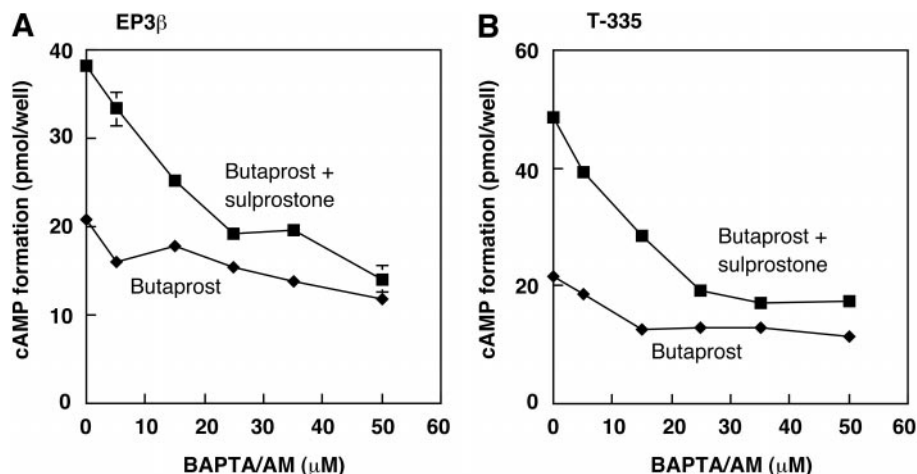 A EP3β
cAMP formation (pmol/well)
40
30
20
10
0
Butaprost +
sulprostone
Butaprost
0 10 20 30 40 50 60
BAPTA/AM (μM)
B T-335
cAMP formation (pmol/well)
60
40
20
0
Butaprost +
sulprostone
Butaprost
0 10 20 30 40 50 60
BAPTA/AM (μM)